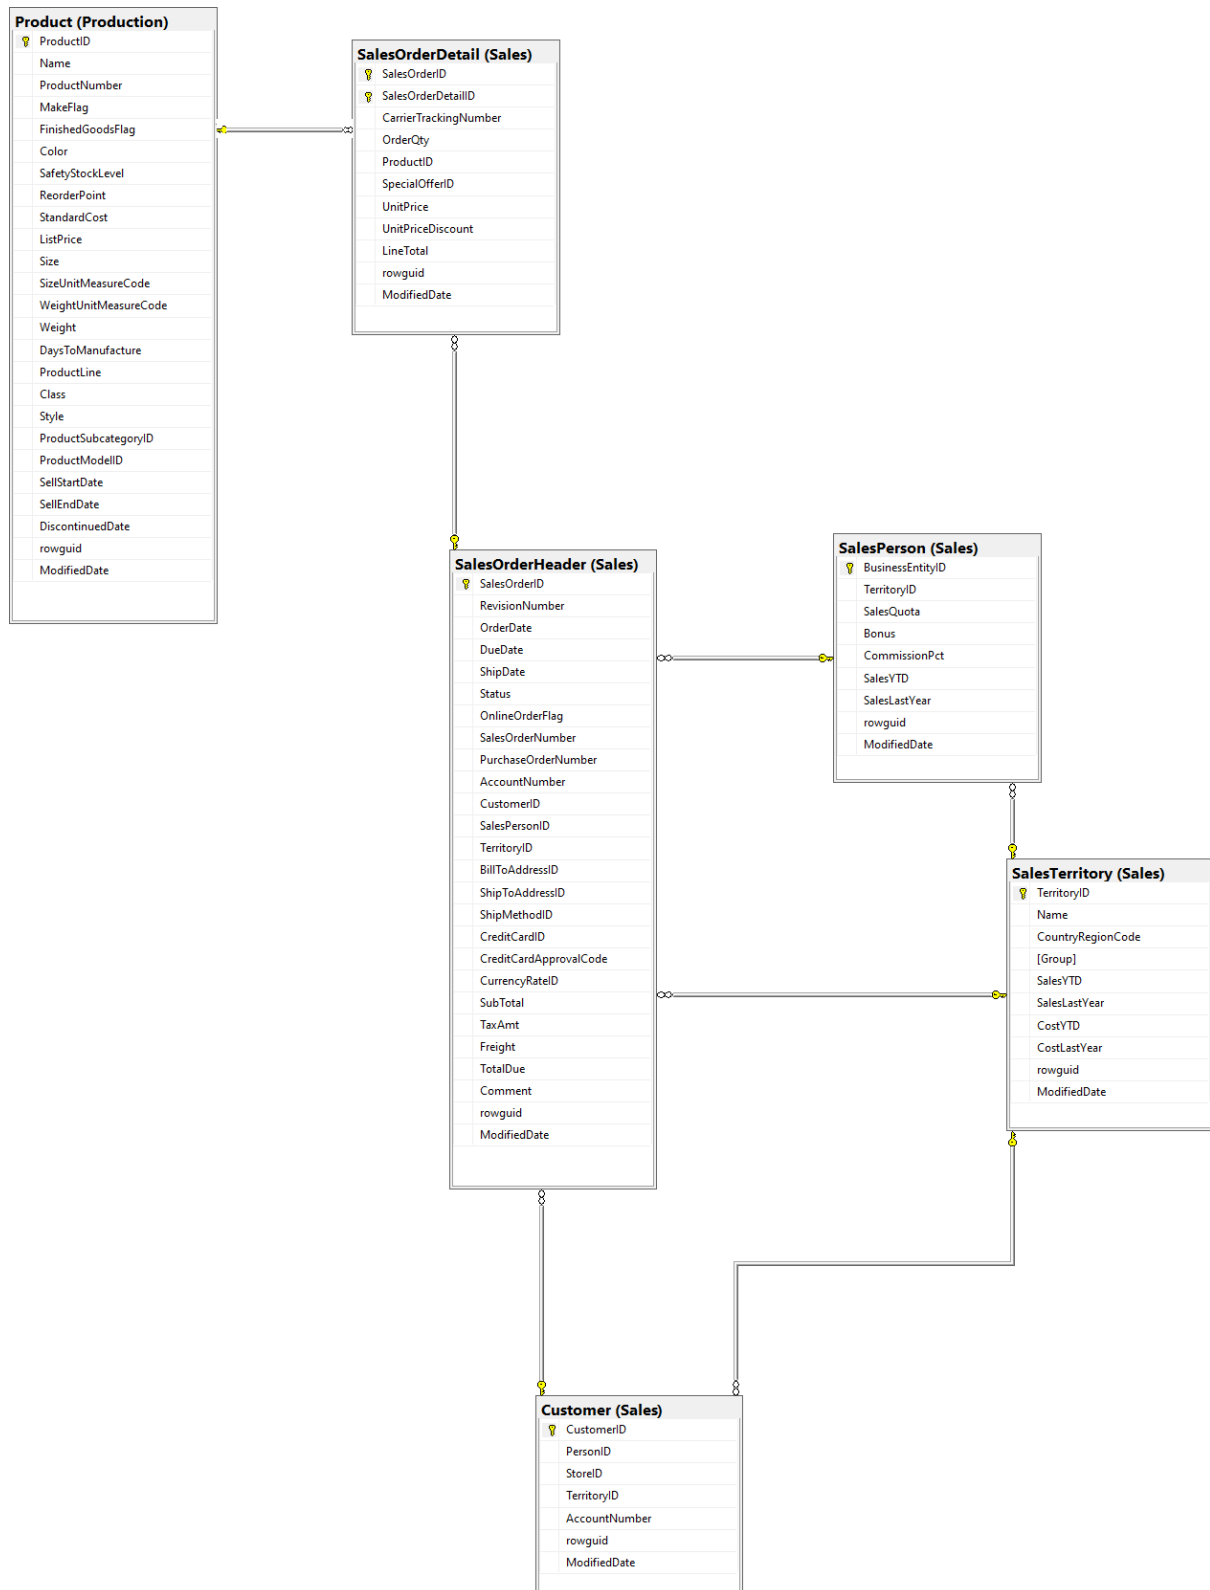 Product (Production)
ProductID
Name
ProductNumber
MakeFlag
FinishedGoodsFlag
Color
SafetyStockLevel
ReorderPoint
StandardCost
ListPrice
Size
SizeUnitMeasureCode
WeightUnitMeasureCode
Weight
DaysToManufacture
ProductLine
Class
Style
ProductSubcategoryID
ProductModelID
SellStartDate
SellEndDate
DiscontinuedDate
rowguid
ModifiedDate
SalesOrderDetail (Sales)
SalesOrderID
SalesOrderDetailID
CarrierTrackingNumber
OrderQty
ProductID
SpecialOfferID
UnitPrice
UnitPriceDiscount
LineTotal
rowguid
ModifiedDate
SalesOrderHeader (Sales)
SalesOrderID
RevisionNumber
OrderDate
DueDate
ShipDate
Status
OnlineOrderFlag
SalesOrderNumber
PurchaseOrderNumber
AccountNumber
CustomerID
SalesPersonID
TerritoryID
BillToAddressID
ShipToAddressID
ShipMethodID
CreditCardID
CreditCardApprovalCode
CurrencyRateID
SubTotal
TaxAmt
Freight
TotalDue
Comment
rowguid
ModifiedDate
SalesPerson (Sales)
BusinessEntityID
TerritoryID
SalesQuota
Bonus
CommissionPct
SalesYTD
SalesLastYear
rowguid
ModifiedDate
SalesTerritory (Sales)
TerritoryID
Name
CountryRegionCode
[Group]
SalesYTD
SalesLastYear
CostYTD
CostLastYear
rowguid
ModifiedDate
Customer (Sales)
CustomerID
PersonID
StoreID
TerritoryID
AccountNumber
rowguid
ModifiedDate